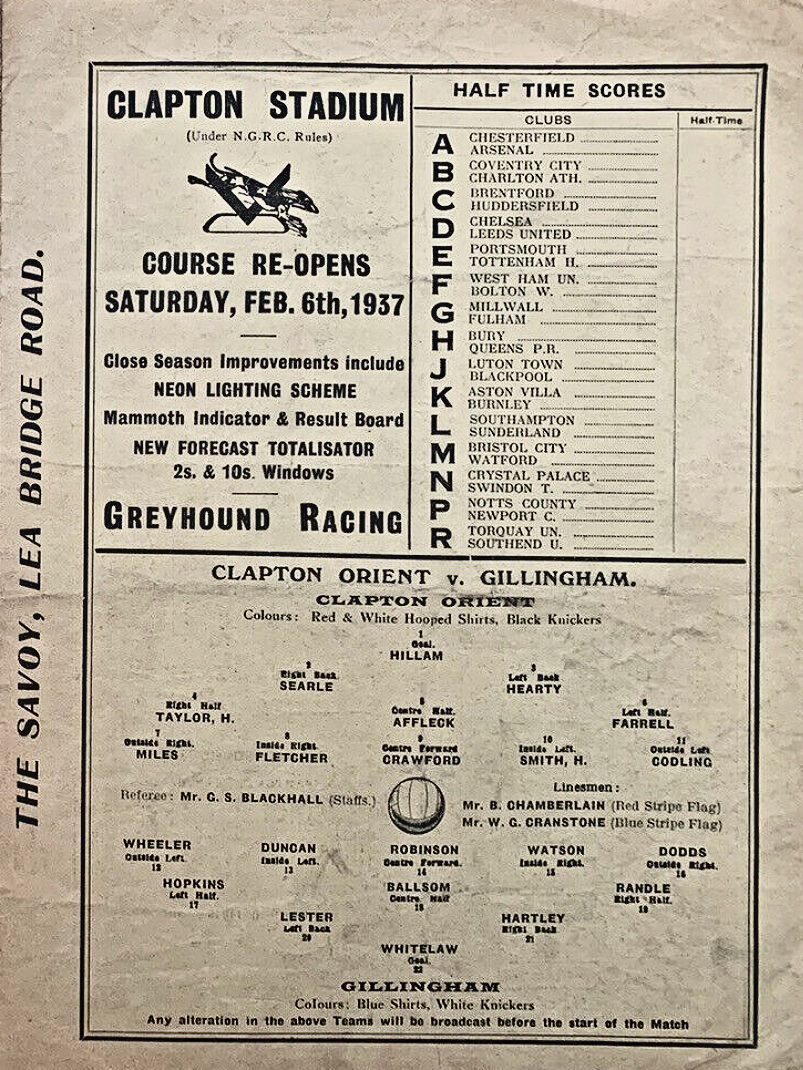 THE SAVOY, LEA BRIDGE ROAD.
CLAPTON STADIUM
(Under N.G.R.C. Rules)
COURSE RE-OPENS
SATURDAY, FEB. 6th, 1937
Close Season Improvements include
NEON LIGHTING SCHEME
Mammoth Indicator & Result Board
NEW FORECAST TOTALISATOR
2s. & 10s. Windows
GREYHOUND RACING
HALF TIME SCORES
CLUBS Half-Time
A CHESTERFIELD
ARSENAL
B COVENTRY CITY
CHARLTON ATH.
C BRENTFORD
HUDDERSFIELD
D CHELSEA
LEEDS UNITED
E PORTSMOUTH
TOTTENHAM H.
F WEST HAM UN.
BOLTON W.
G MILLWALL
FULHAM
H BURY
QUEENS P.R.
J LUTON TOWN
BLACKPOOL
K ASTON VILLA
BURNLEY
L SOUTHAMPTON
SUNDERLAND
M BRISTOL CITY
WATFORD
N CRYSTAL PALACE
SWINDON T.
P NOTTS COUNTY
NEWPORT C.
R TORQUAY UN.
SOUTHEND U.
CLAPTON ORIENT v. GILLINGHAM.
CLAPTON ORIENT
Colours: Red & White Hooped Shirts, Black Knickers
1
Goal.
HILLAM
2 3
Right Back. Left Back
SEARLE HEARTY
4 5 6
Right Half Centre Half. Left Half.
TAYLOR, H. AFFLECK FARRELL
7 8 9 10 11
Outside Right. Inside Right Centre Forward Inside Left. Outside Left
MILES FLETCHER CRAWFORD SMITH, H. CODLING
Referee: Mr. G. S. BLACKHALL (Staffs.)
Linesmen:
Mr. B. CHAMBERLAIN (Red Stripe Flag)
Mr. W. G. CRANSTONE (Blue Stripe Flag)
WHEELER DUNCAN ROBINSON WATSON DODDS
Outside Left. Inside Left. Centre Forward. Inside Right. Outside Right.
12 13 14 15 16
HOPKINS BALLSOM RANDLE
Left Half. Centre Half Right Half.
17 18 19
LESTER HARTLEY
Left Back Right Back
20 21
WHITELAW
Goal.
22
GILLINGHAM
Colours: Blue Shirts, White Knickers
Any alteration in the above Teams will be broadcast before the start of the Match